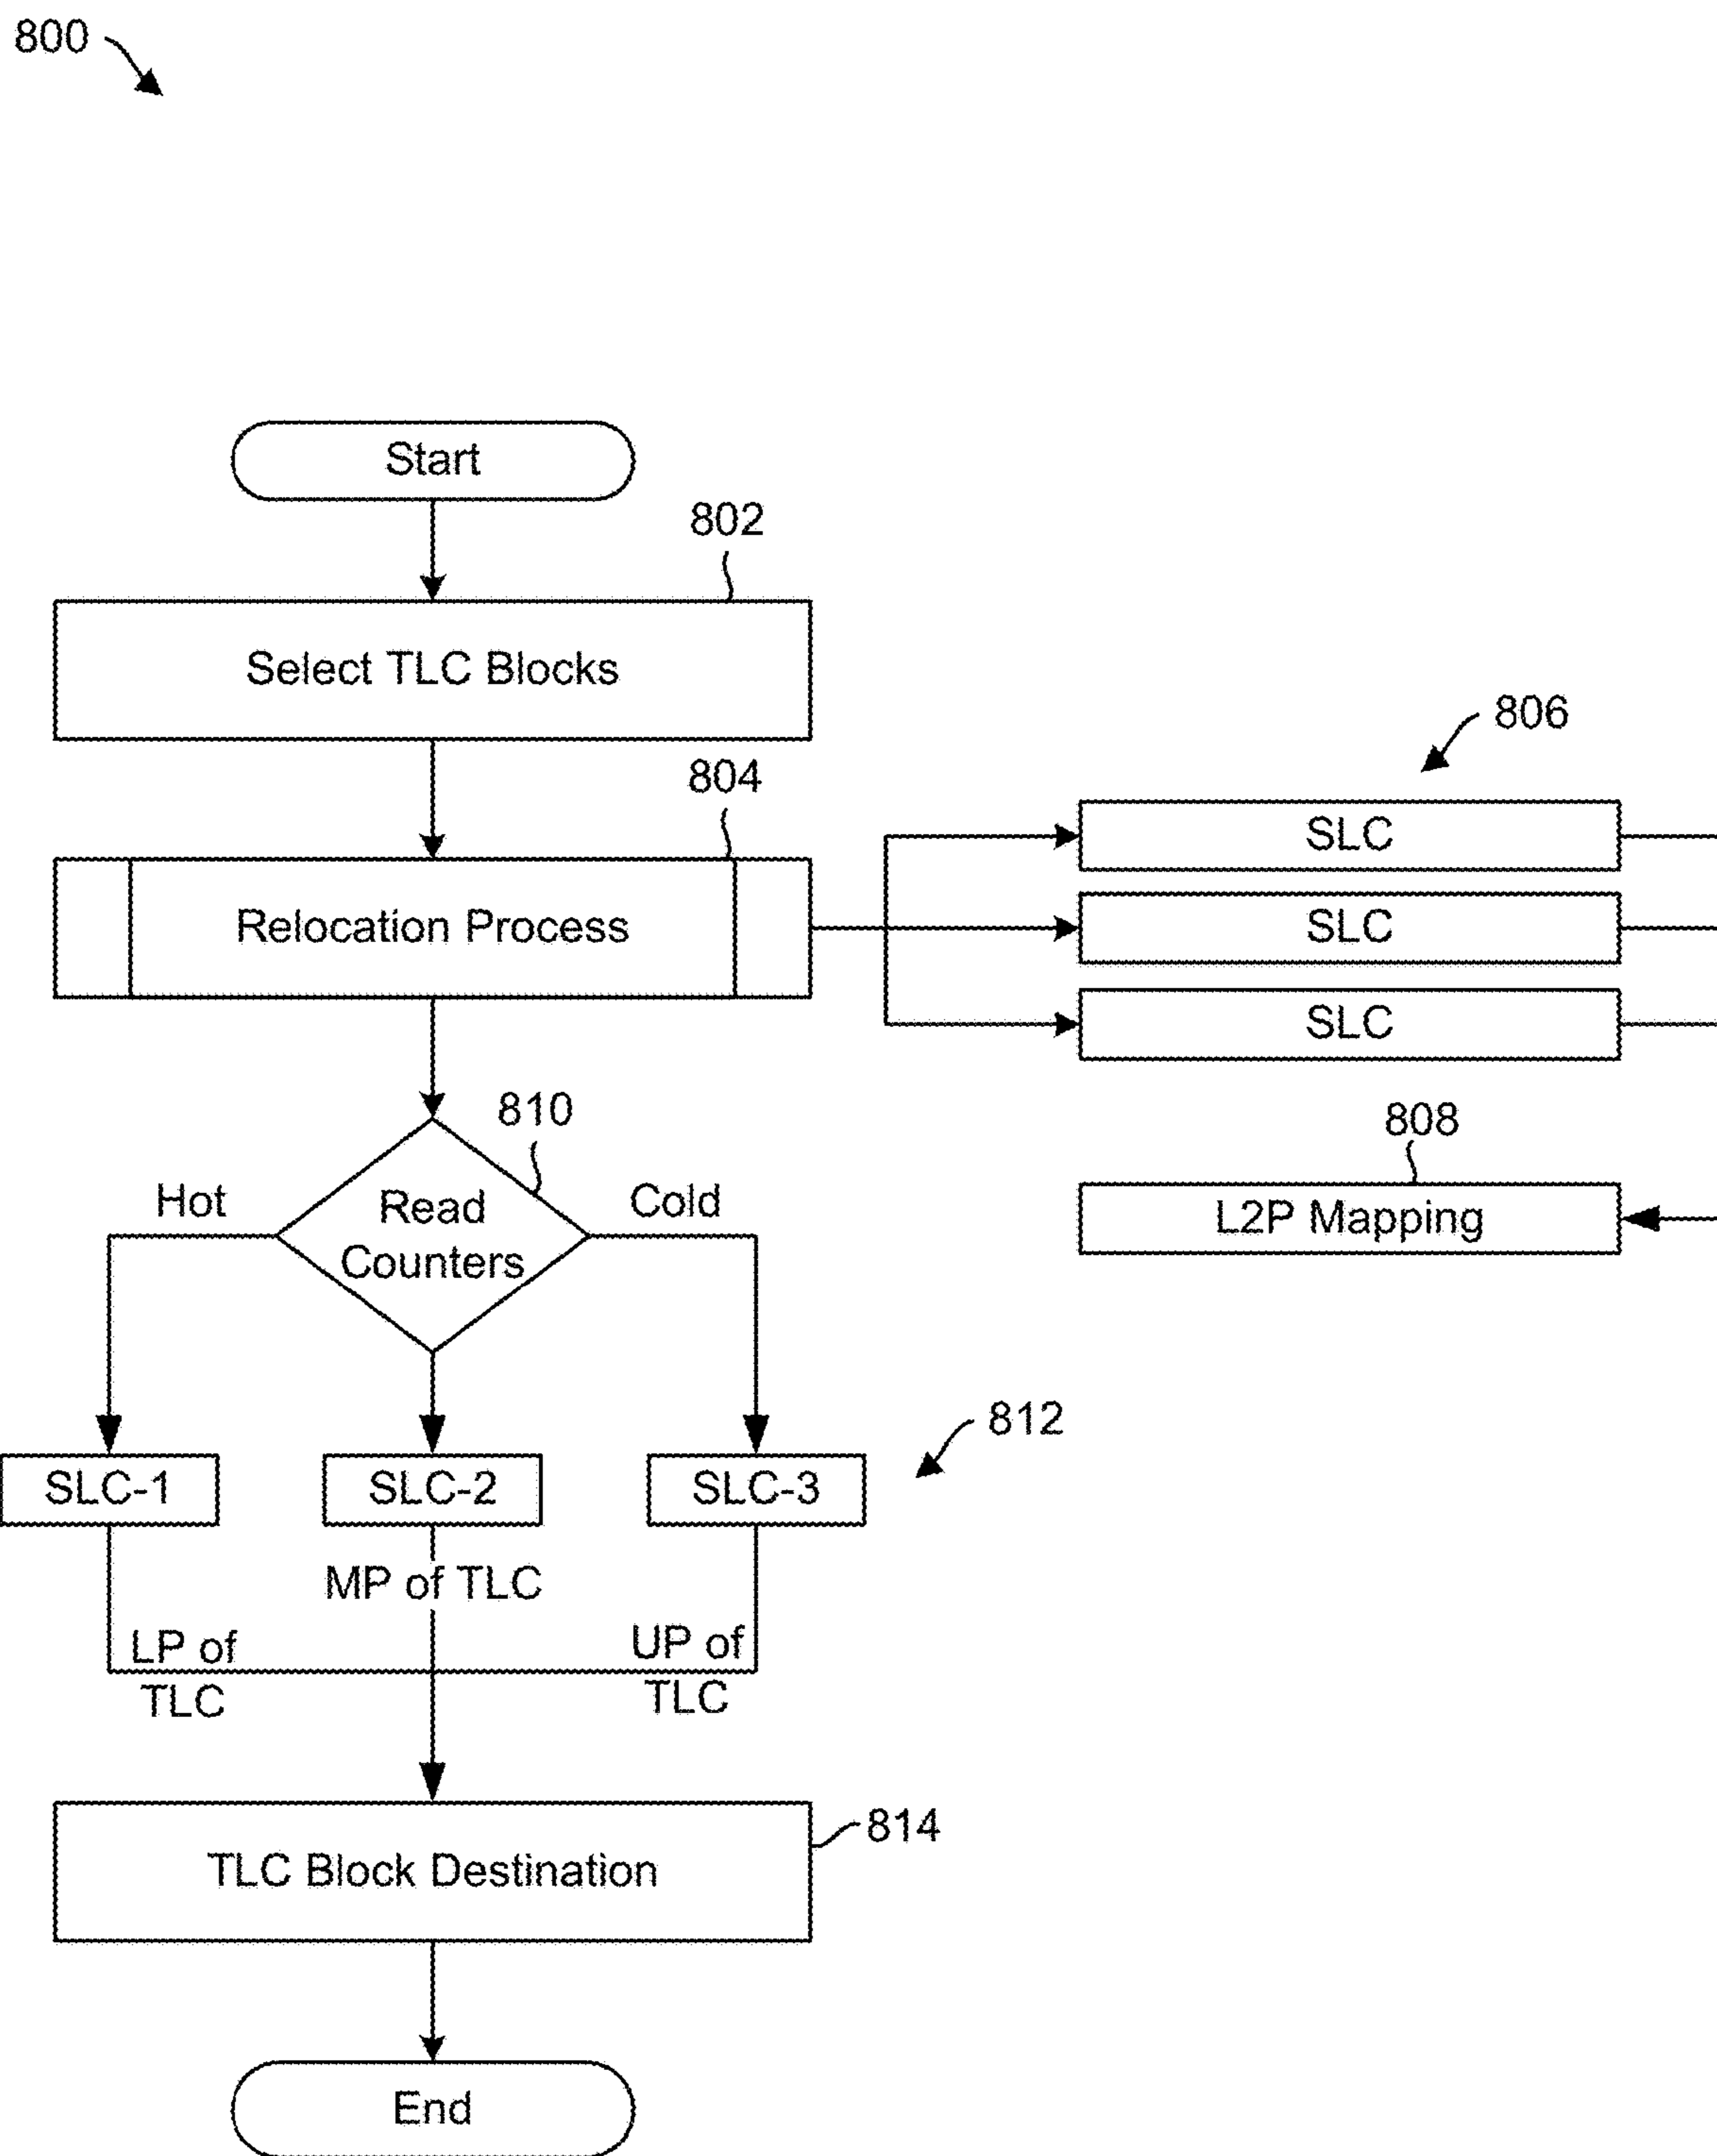 800
Start
802
Select TLC Blocks
806
804
SLC
Relocation Process
SLC
SLC
810
808
Hot
Read
Counters
Cold
L2P Mapping
812
SLC-1
SLC-2
SLC-3
MP of TLC
LP of
TLC
UP of
TLC
814
TLC Block Destination
End